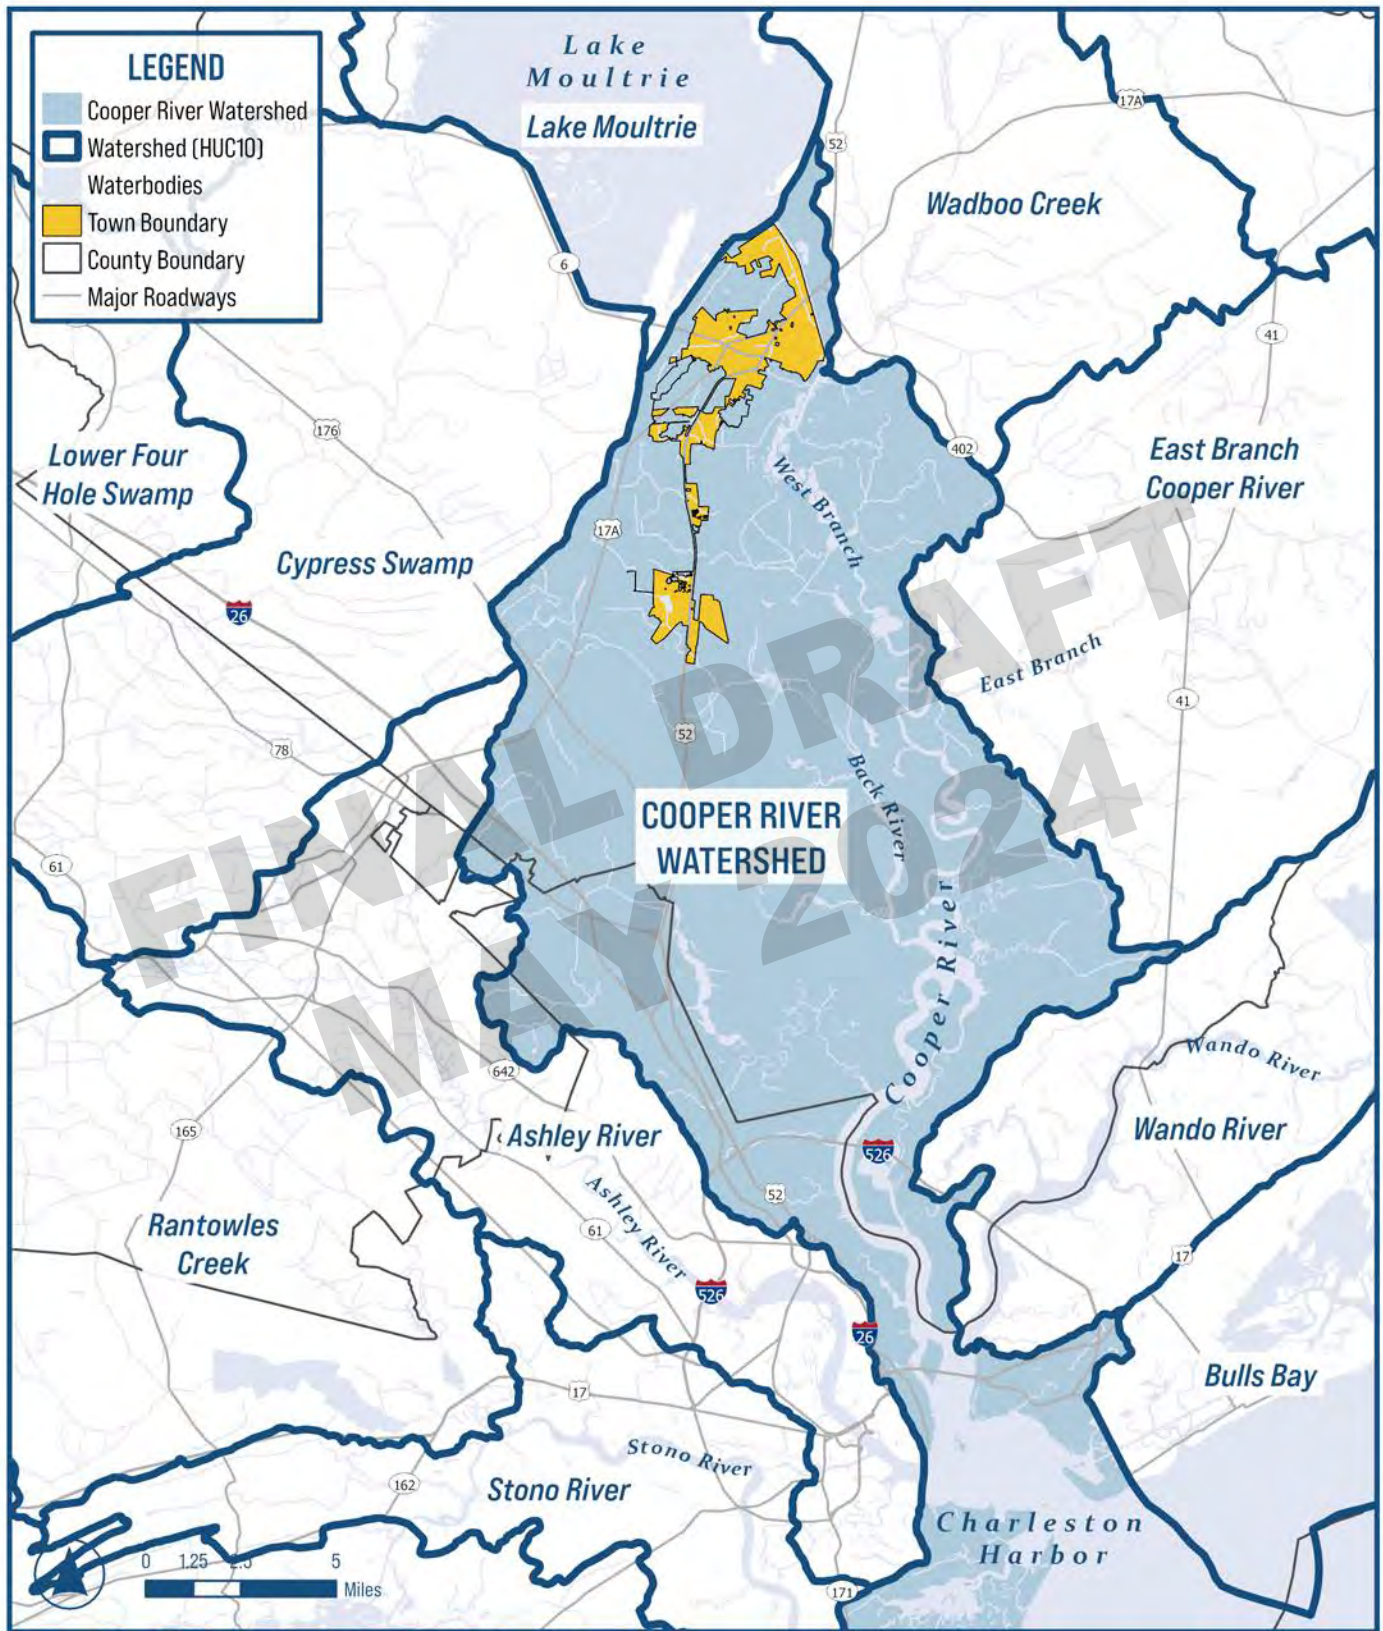 LEGEND
Cooper River Watershed
Watershed (HUC10)
Waterbodies
Town Boundary
County Boundary
Major Roadways
Lake
Moultrie
Lake Moultrie
17A
52
Wadboo Creek
6
41
176
Lower Four
Hole Swamp
402
East Branch
Cooper River
West Branch
17A
Cypress Swamp
26
East Branch
41
52
78
Back River
COOPER RIVER
WATERSHED
61
FINAL DRAFT
MAY 2024
Cooper River
Wando River
642
165
Ashley River
526
Wando River
52
Ashley River
61
Rantowles
Creek
17
526
26
Bulls Bay
17
Stono River
162
Stono River
Charleston
Harbor
0 1.25 2.5 5
Miles
171